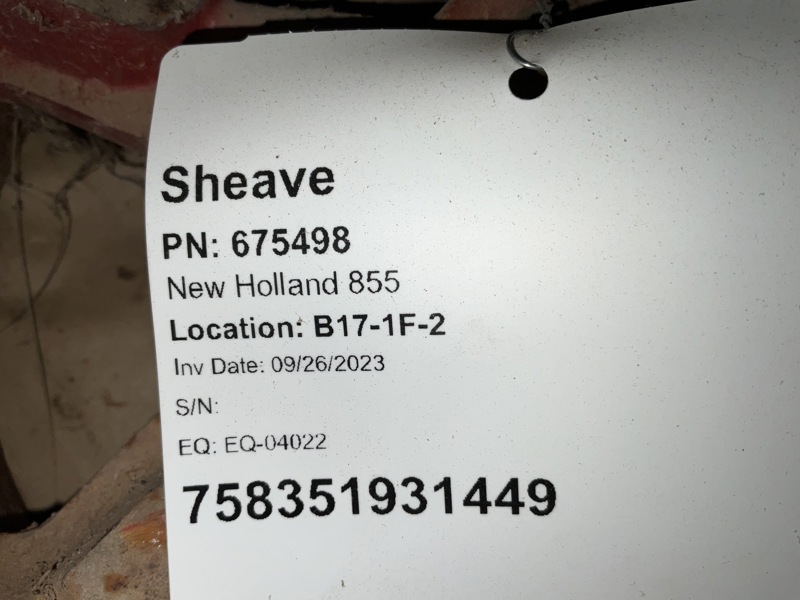 Sheave
PN: 675498
New Holland 855
Location: B17-1F-2
Inv Date: 09/26/2023
S/N:
EQ: EQ-04022
758351931449